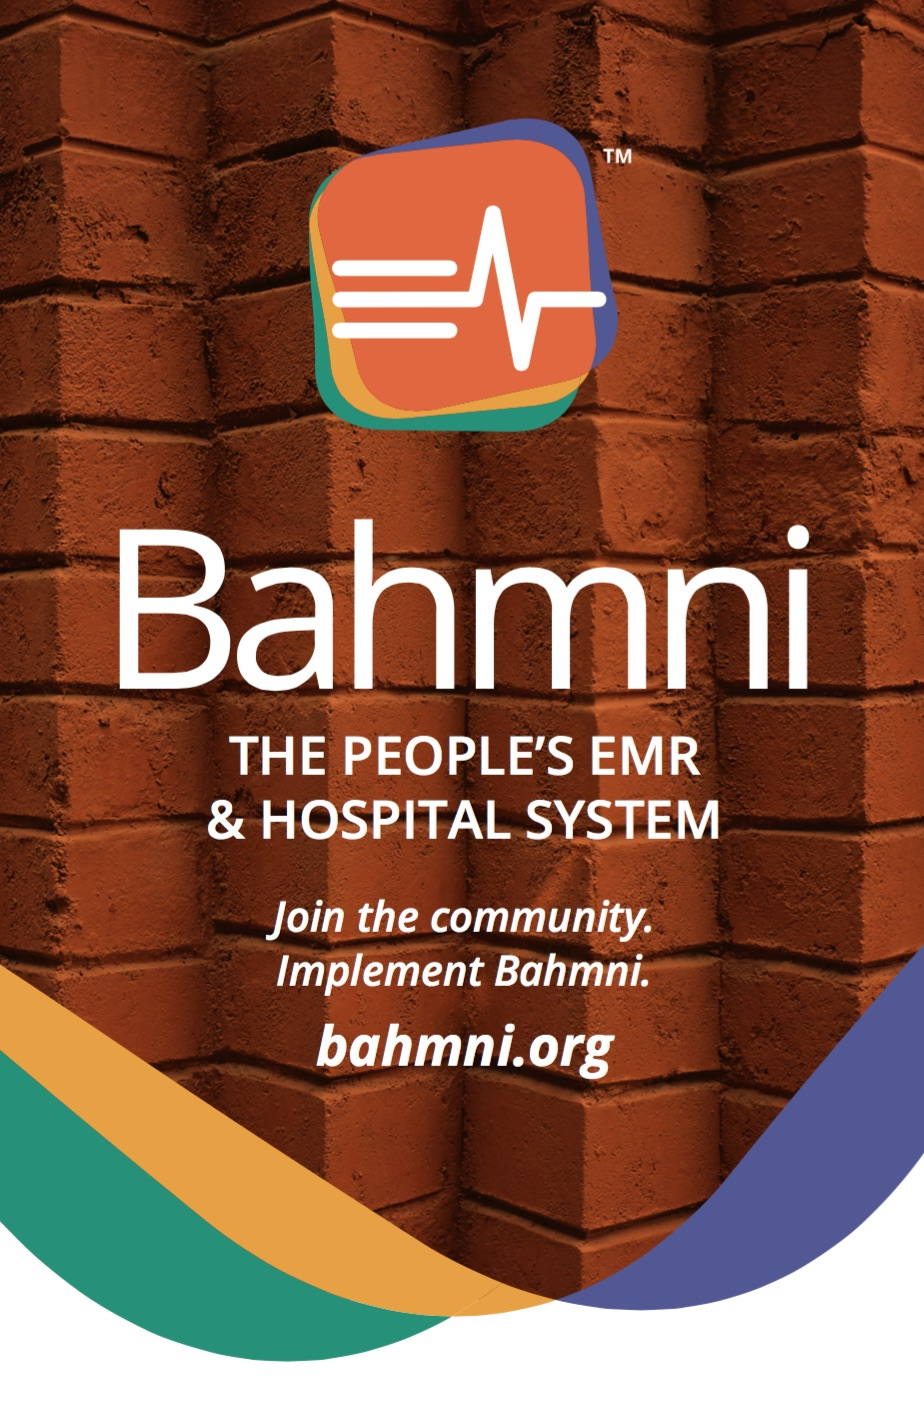 TM
Bahmni
THE PEOPLE’S EMR
& HOSPITAL SYSTEM
Join the community.
Implement Bahmni.
bahmni.org